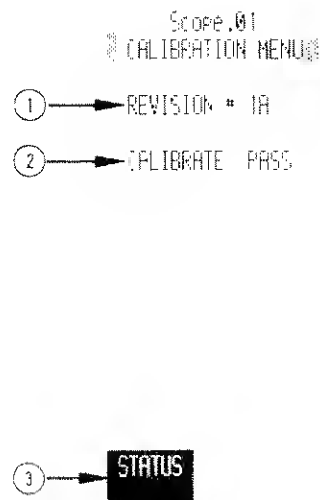 Scope.01
CALIBRATION MENU
1 REVISION # 1A
2 CALIBRATE PASS
3 STATUS